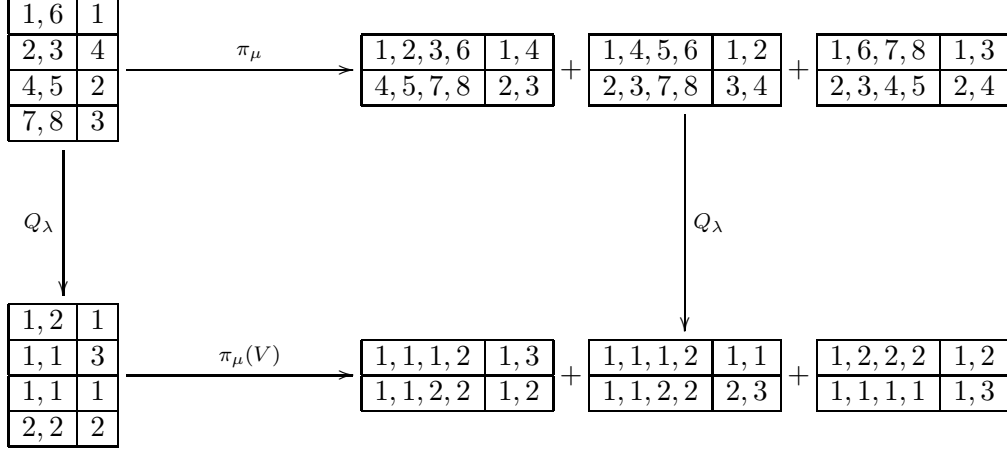 1, 6 1
2, 3 4
4, 5 2
7, 8 3
π_μ
1, 2, 3, 6 1, 4 + 1, 4, 5, 6 1, 2 + 1, 6, 7, 8 1, 3
4, 5, 7, 8 2, 3 2, 3, 7, 8 3, 4 2, 3, 4, 5 2, 4
Q_λ Q_λ
1, 2 1
1, 1 3
1, 1 1
2, 2 2
π_μ(V)
1, 1, 1, 2 1, 3 + 1, 1, 1, 2 1, 1 + 1, 2, 2, 2 1, 2
1, 1, 2, 2 1, 2 1, 1, 2, 2 2, 3 1, 1, 1, 1 1, 3